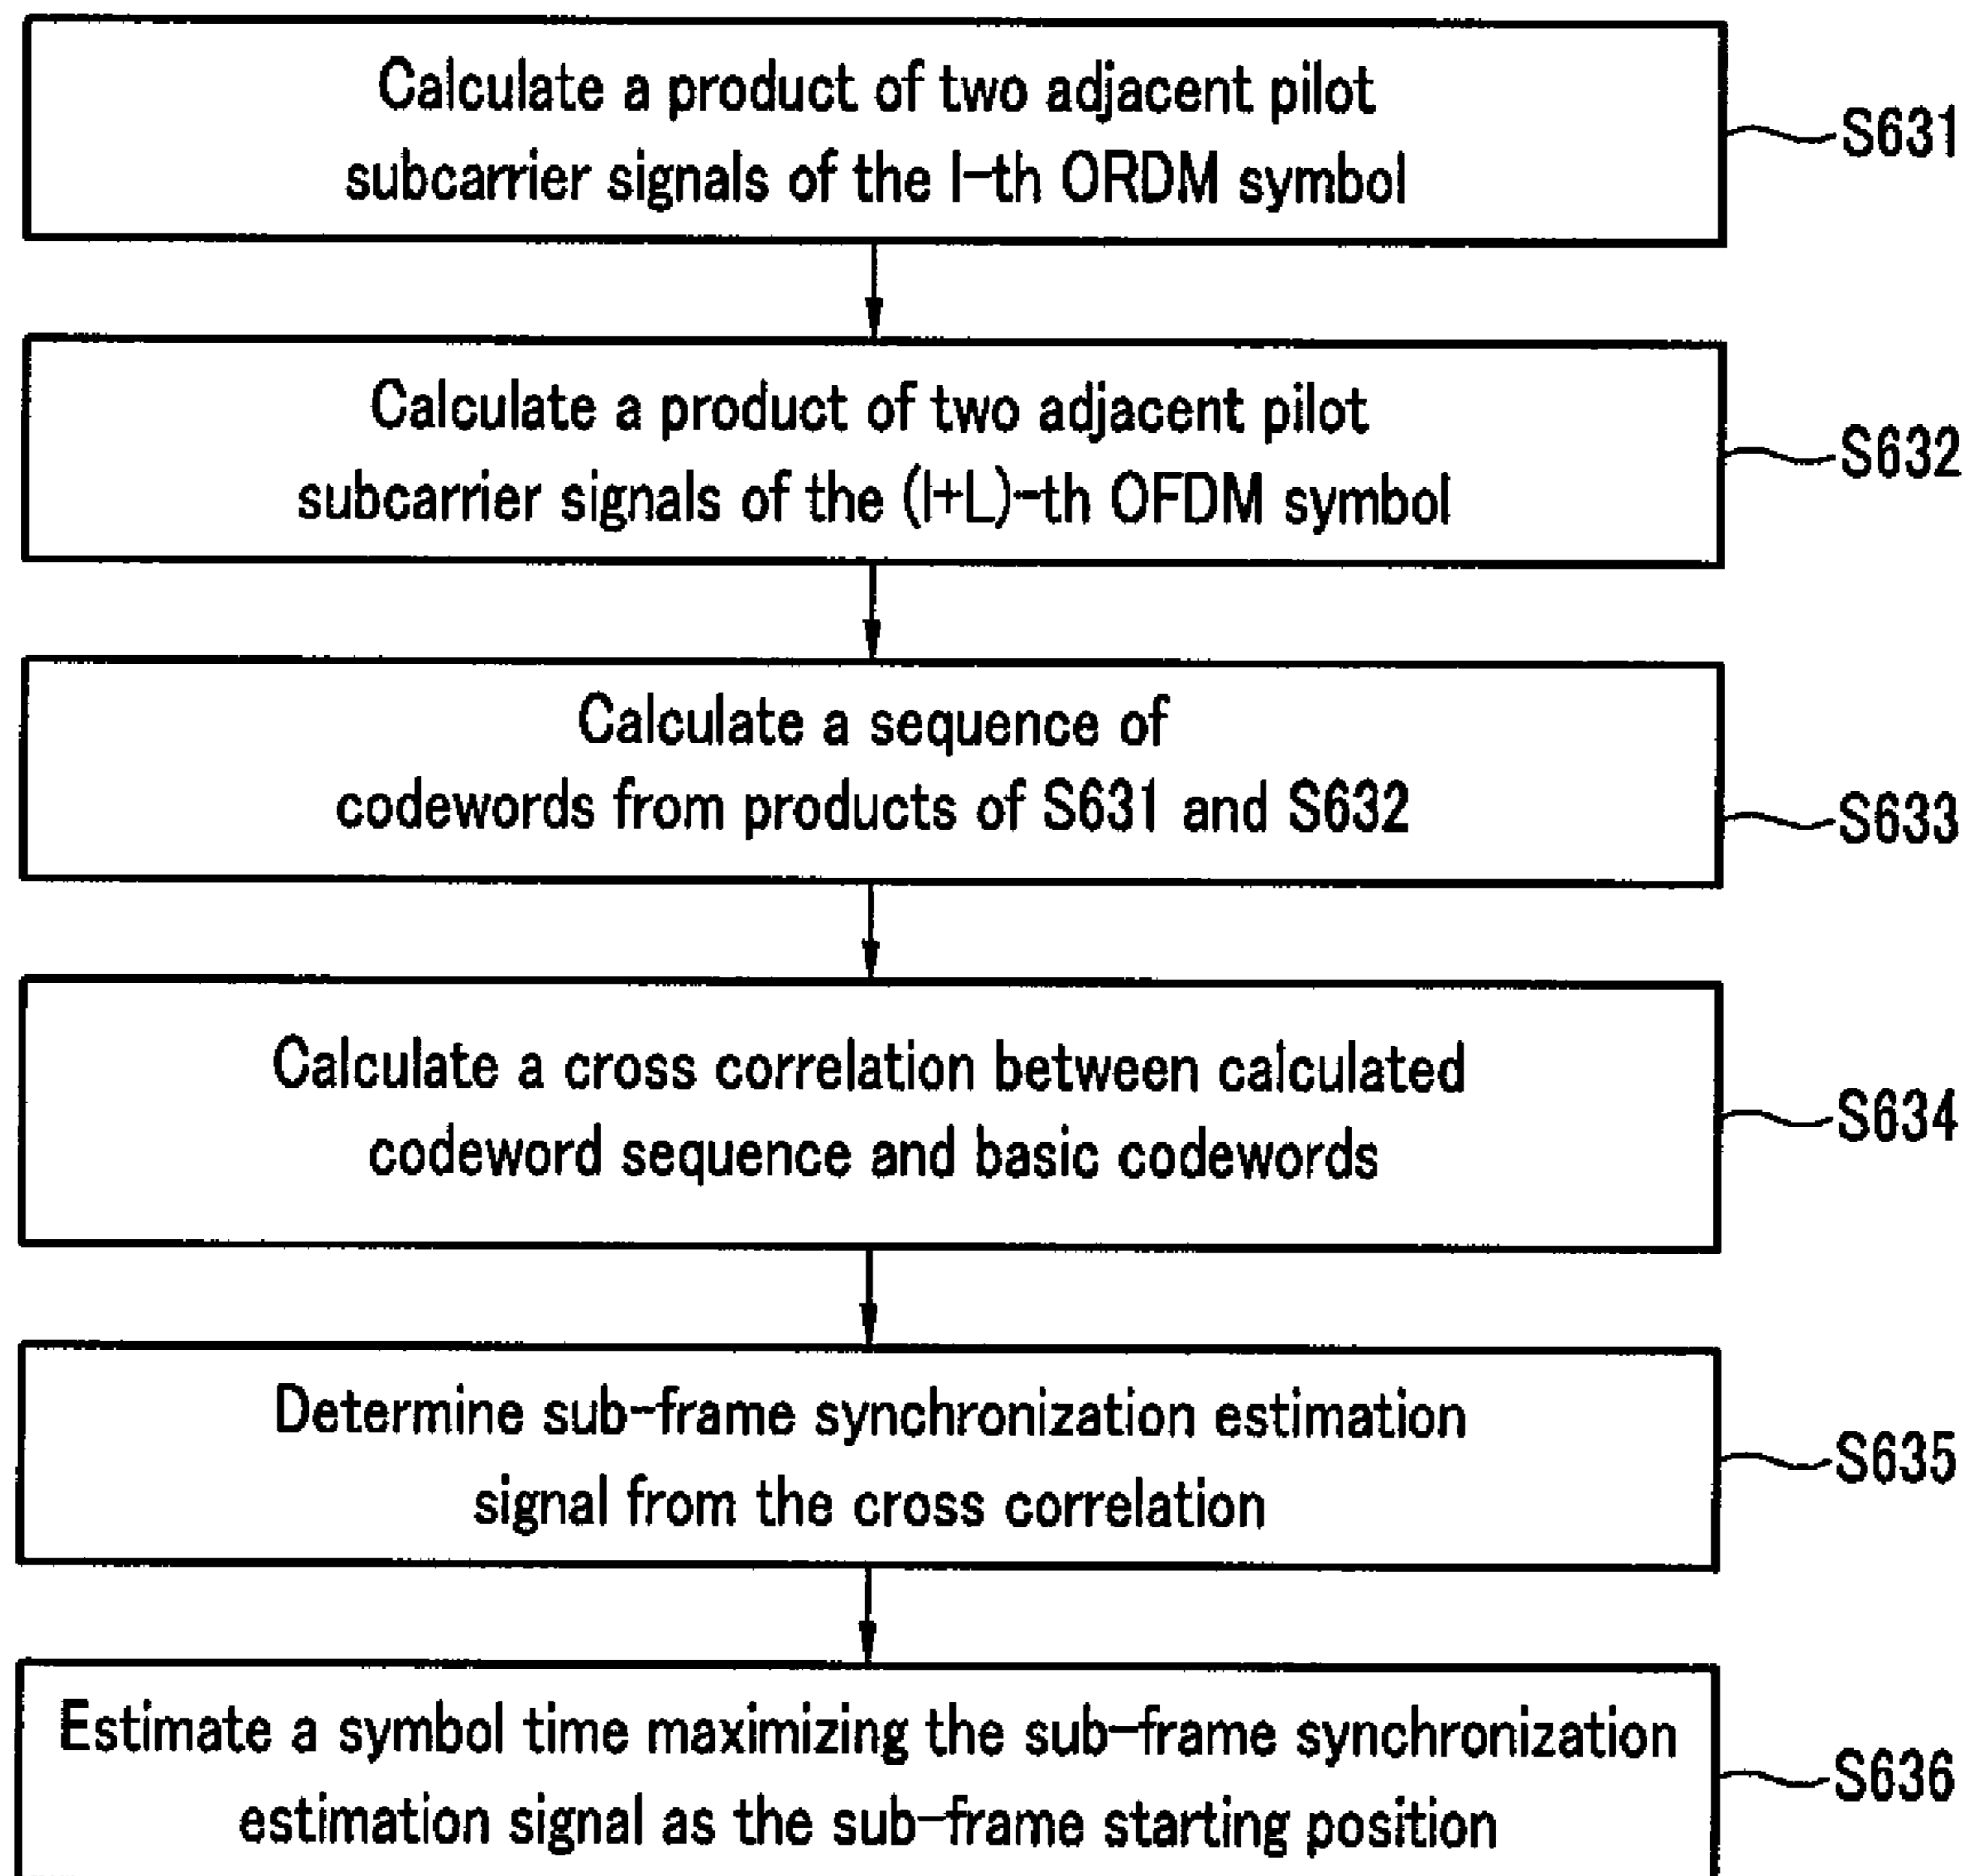 Calculate a product of two adjacent pilot
subcarrier signals of the l-th ORDM symbol
S631
Calculate a product of two adjacent pilot
subcarrier signals of the (l+L)-th OFDM symbol
S632
Calculate a sequence of
codewords from products of S631 and S632
S633
Calculate a cross correlation between calculated
codeword sequence and basic codewords
S634
Determine sub-frame synchronization estimation
signal from the cross correlation
S635
Estimate a symbol time maximizing the sub-frame synchronization
estimation signal as the sub-frame starting position
S636